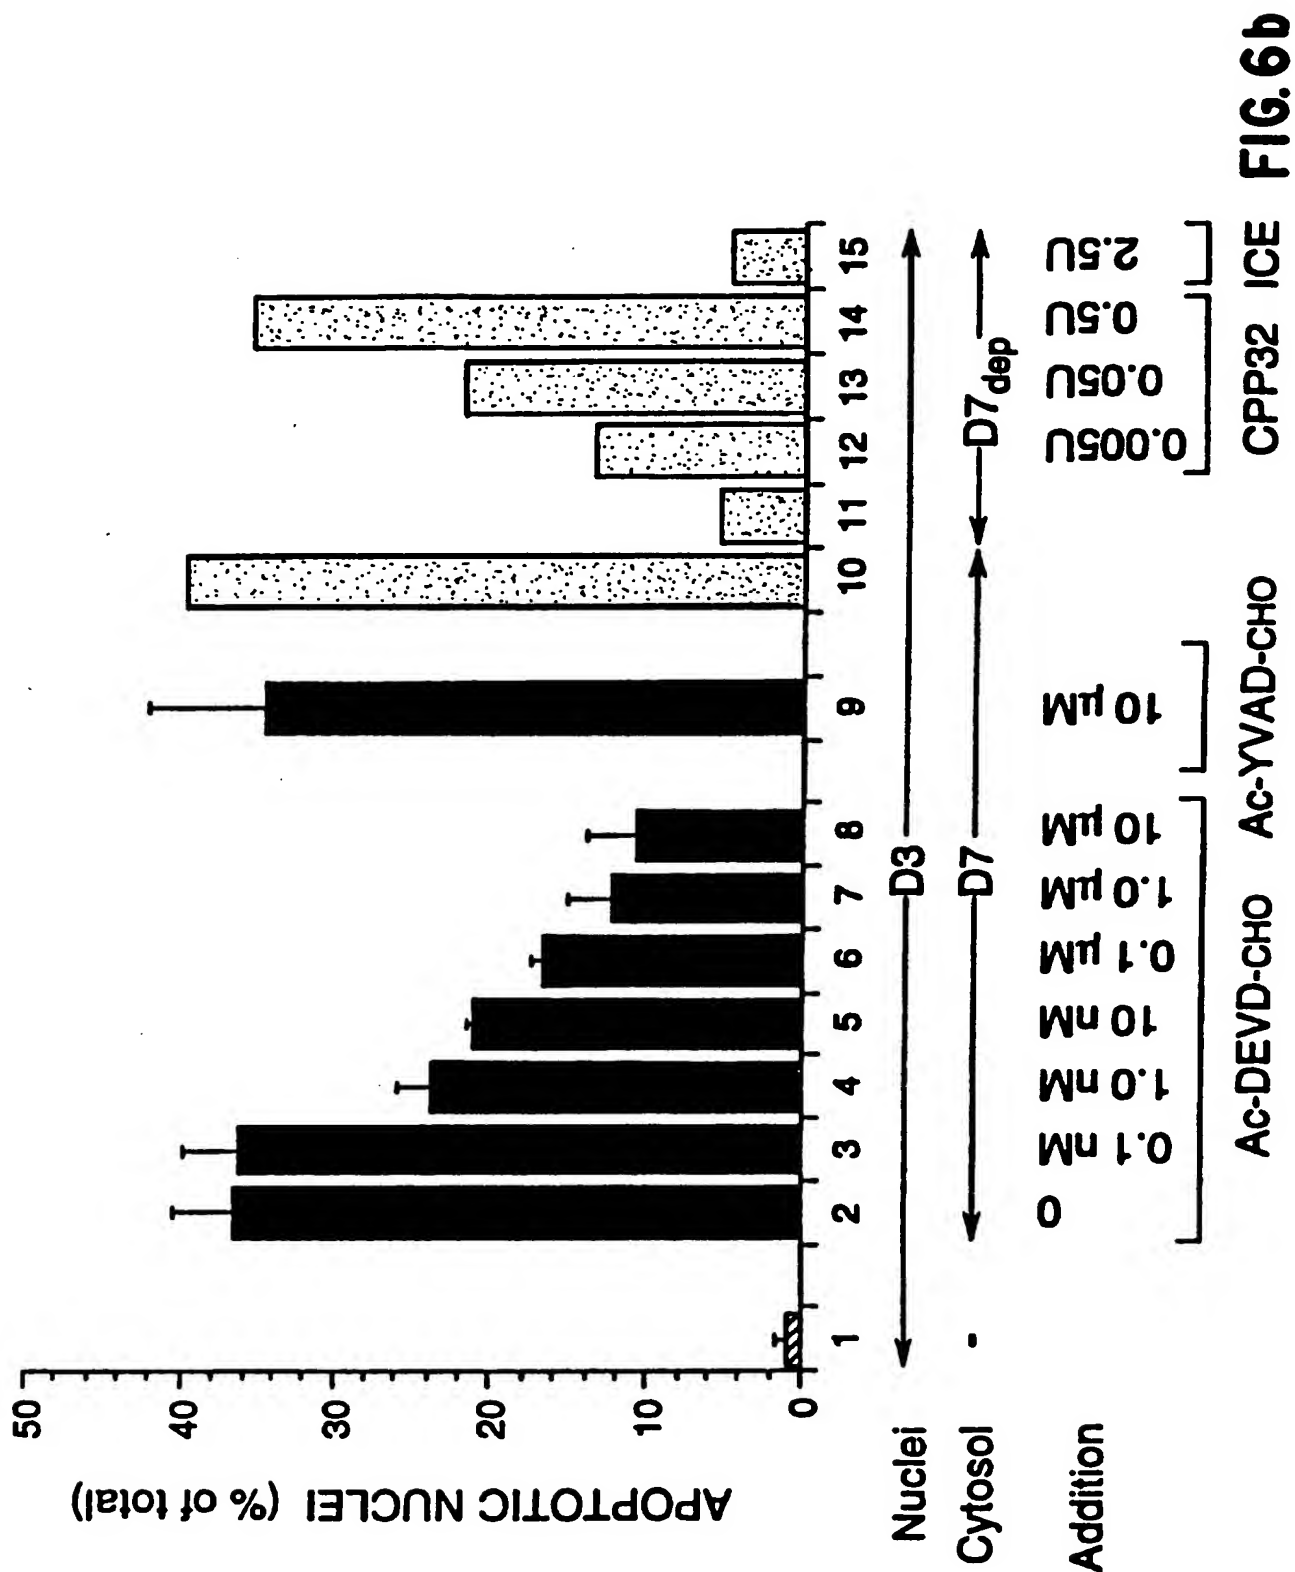 APOPTOTIC NUCLEI (% of total)
50
40
30
20
10
0
1 2 3 4 5 6 7 8 9 10 11 12 13 14 15
Nuclei D3
Cytosol - D7 D7dep
Addition 0 0.1 nM 1.0 nM 10 nM 0.1 µM 1.0 µM 10 µM 10 µM 0.005U 0.05U 0.5U 2.5U
Ac-DEVD-CHO Ac-YVAD-CHO CPP32 ICE
FIG. 6b